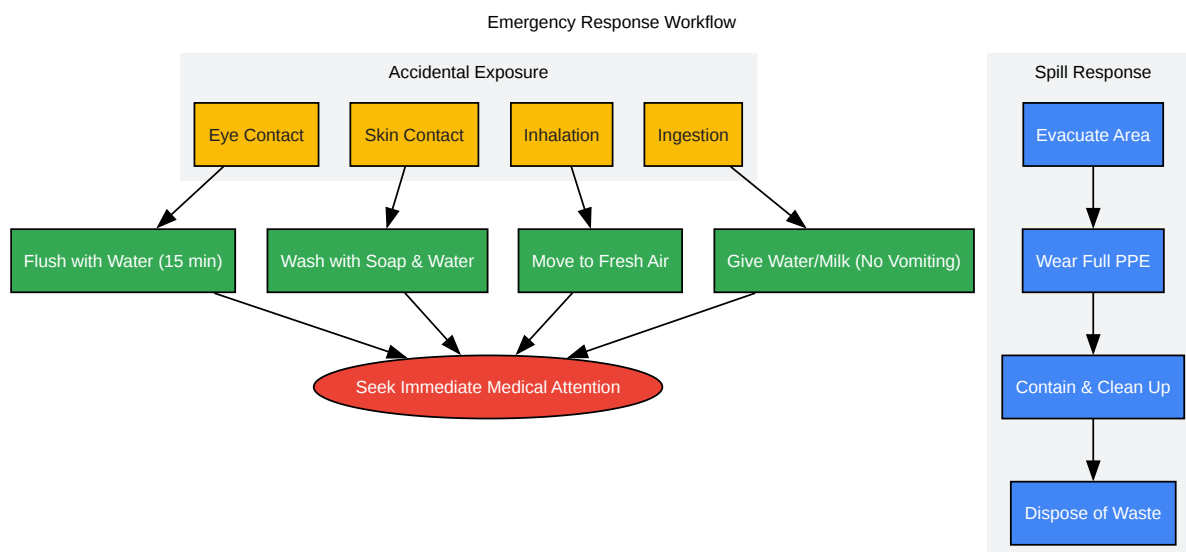 Emergency Response Workflow
Accidental Exposure
Spill Response
Eye Contact
Skin Contact
Inhalation
Ingestion
Evacuate Area
Flush with Water (15 min)
Wash with Soap & Water
Move to Fresh Air
Give Water/Milk (No Vomiting)
Wear Full PPE
Seek Immediate Medical Attention
Contain & Clean Up
Dispose of Waste